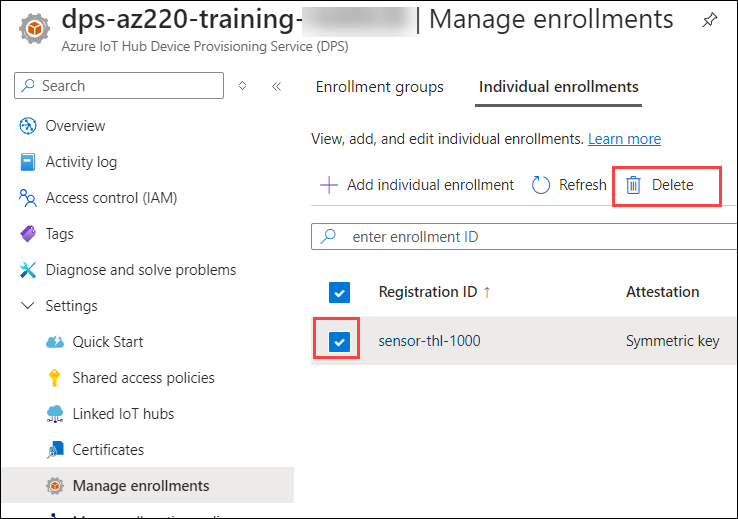 dps-az220-training- | Manage enrollments
Azure IoT Hub Device Provisioning Service (DPS)
Search
Overview
Activity log
Access control (IAM)
Tags
Diagnose and solve problems
Settings
Quick Start
Shared access policies
Linked IoT hubs
Certificates
Manage enrollments
Enrollment groups
Individual enrollments
View, add, and edit individual enrollments. Learn more
Add individual enrollment
Refresh
Delete
enter enrollment ID
Registration ID ↑
Attestation
sensor-thl-1000
Symmetric key